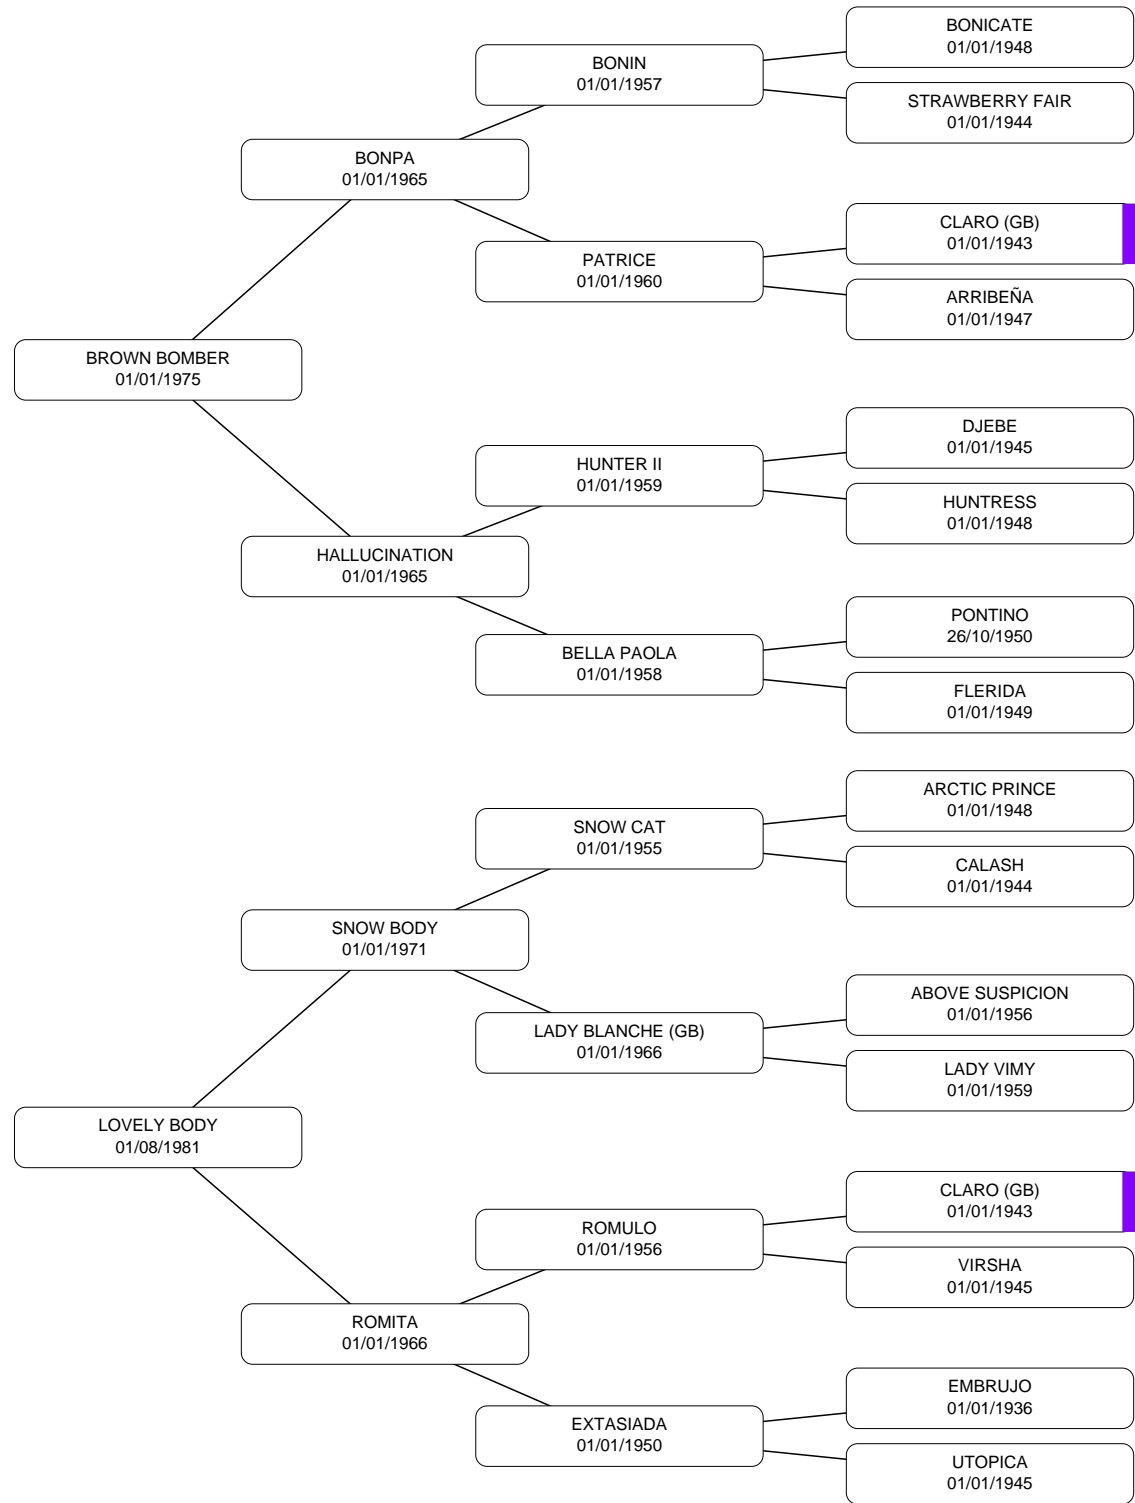 BONICATE
01/01/1948
BONIN
01/01/1957
STRAWBERRY FAIR
01/01/1944
BONPA
01/01/1965
CLARO (GB)
01/01/1943
PATRICE
01/01/1960
ARRIBEÑA
01/01/1947
BROWN BOMBER
01/01/1975
DJEBE
01/01/1945
HUNTER II
01/01/1959
HUNTRESS
01/01/1948
HALLUCINATION
01/01/1965
PONTINO
26/10/1950
BELLA PAOLA
01/01/1958
FLERIDA
01/01/1949
ARCTIC PRINCE
01/01/1948
SNOW CAT
01/01/1955
CALASH
01/01/1944
SNOW BODY
01/01/1971
ABOVE SUSPICION
01/01/1956
LADY BLANCHE (GB)
01/01/1966
LADY VIMY
01/01/1959
LOVELY BODY
01/08/1981
CLARO (GB)
01/01/1943
ROMULO
01/01/1956
VIRSHA
01/01/1945
ROMITA
01/01/1966
EMBRUJO
01/01/1936
EXTASIADA
01/01/1950
UTOPICA
01/01/1945